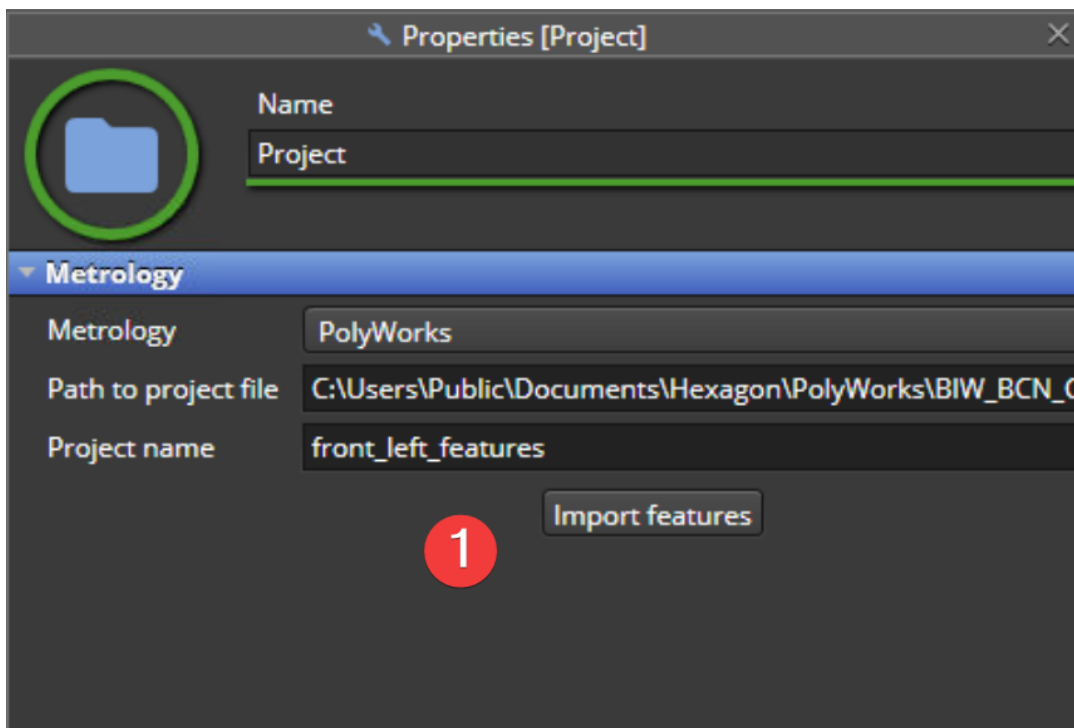 Properties [Project]
Name
Project
Metrology
Metrology
PolyWorks
Path to project file
C:\Users\Public\Documents\Hexagon\PolyWorks\BIW_BCN_
Project name
front_left_features
Import features
1